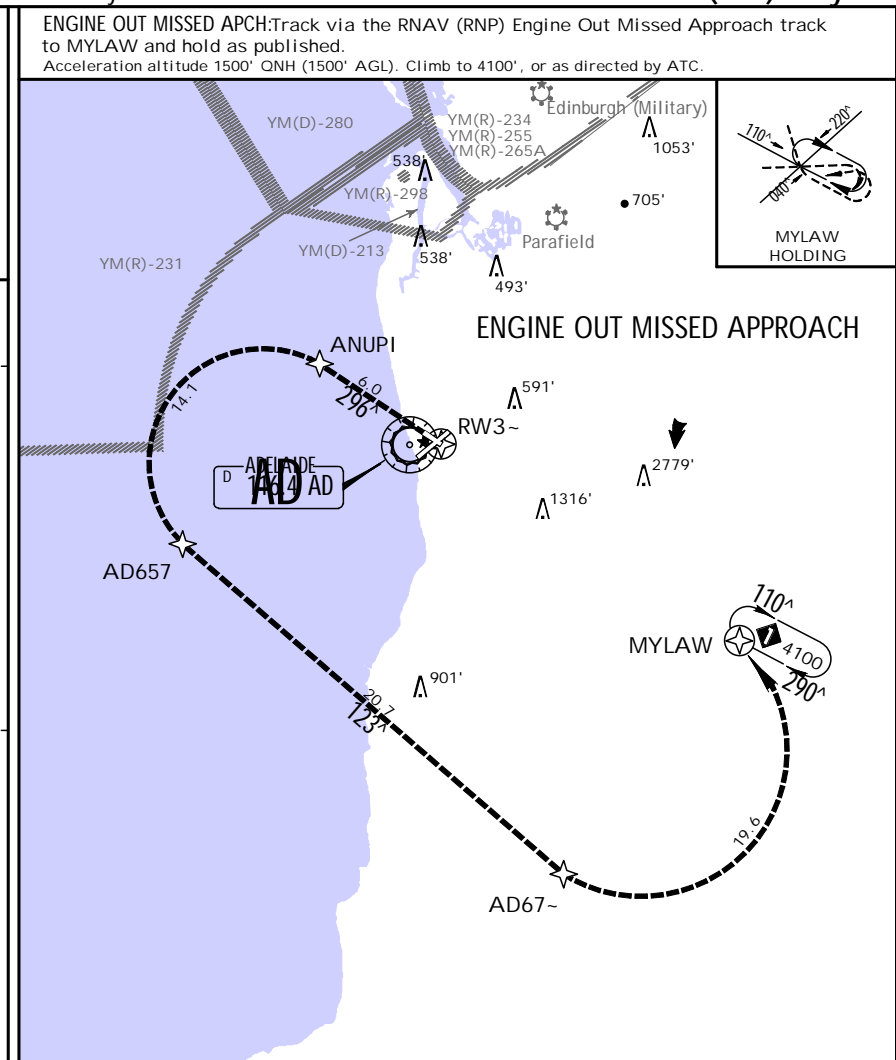 ENGINE OUT MISSED APCH:Track via the RNAV (RNP) Engine Out Missed Approach track
to MYLAW and hold as published.
Acceleration altitude 1500' QNH (1500' AGL). Climb to 4100', or as directed by ATC.
YM(D)-280
YM(R)-234
YM(R)-255
YM(R)-265A
Edinburgh (Military)
1053'
538'
YM(R)-298
705'
YM(D)-213
538'
Parafield
YM(R)-231
493'
110^
220^
040^
MYLAW
HOLDING
ENGINE OUT MISSED APPROACH
ANUPI
6.0
296^
14.1
591'
RW3~
ADELAIDE
D
AD
2779'
1316'
AD657
110^
MYLAW
4100
290^
901'
20.7
123^
19.6
AD67~